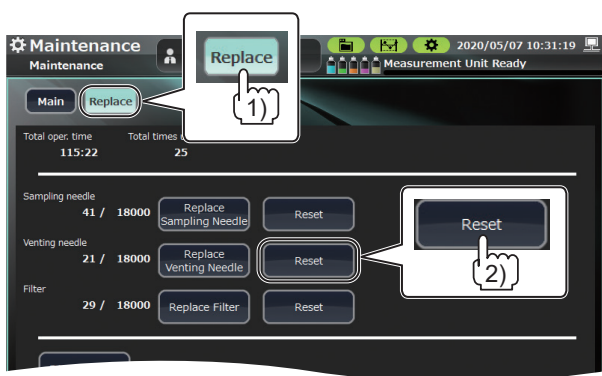 Maintenance
Maintenance
2020/05/07 10:31:19
Measurement Unit Ready
Replace
1)
Main
Replace
Total oper. time
Total times
115:22
25
Sampling needle
41 / 18000
Replace
Sampling Needle
Reset
Venting needle
21 / 18000
Replace
Venting Needle
Reset
Reset
2)
Filter
29 / 18000
Replace Filter
Reset